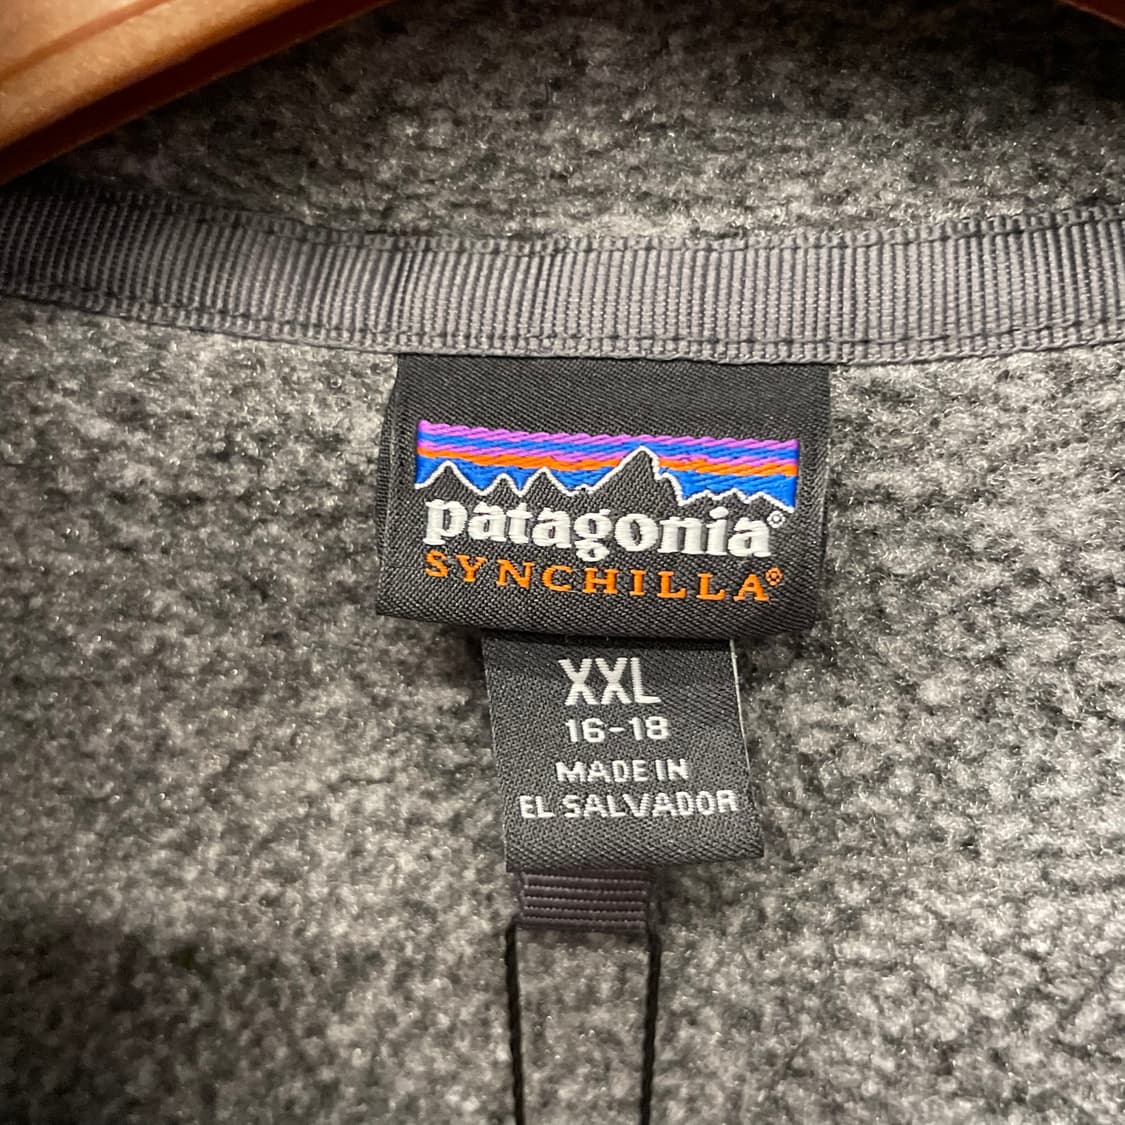 patagonia®
SYNCHILLA®
XXL
16-18
MADE IN
EL SALVADOR